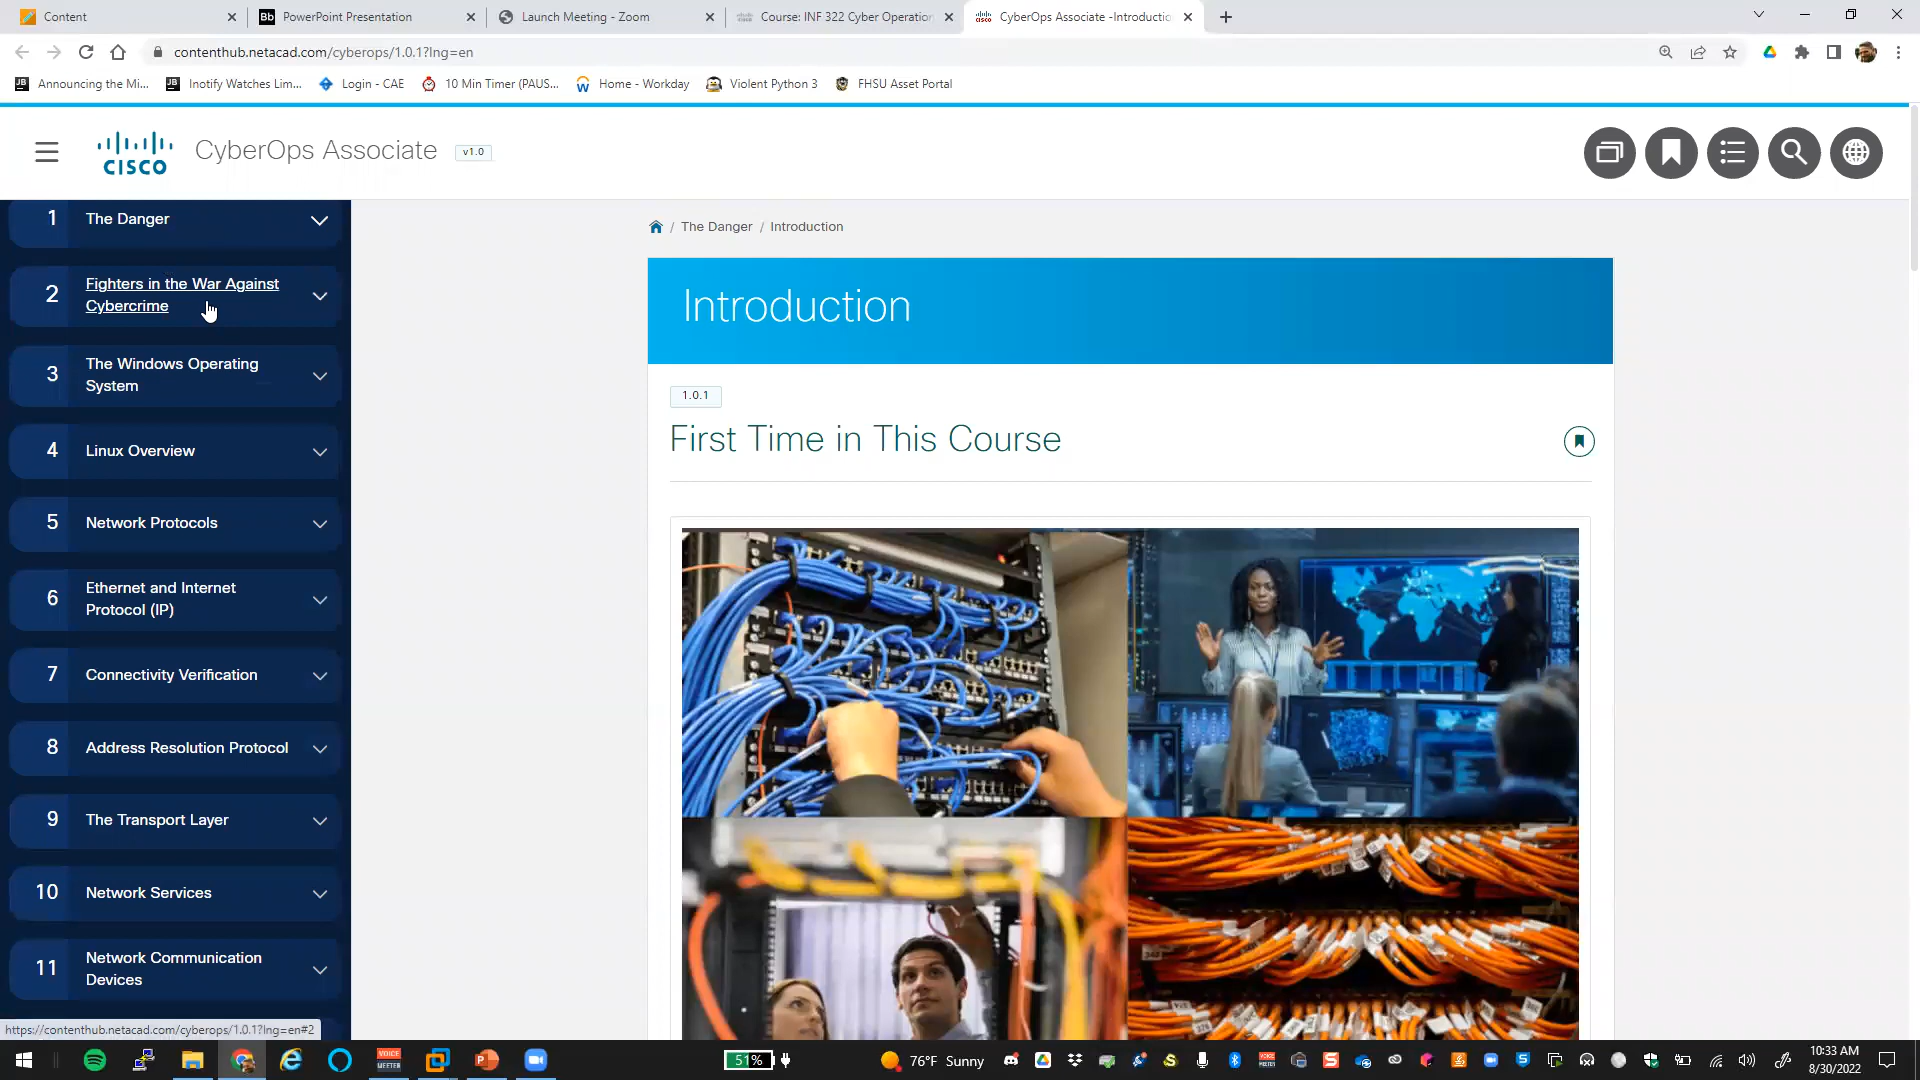 Content
PowerPoint Presentation
Launch Meeting - Zoom
Course: INF 322 Cyber Operation
CyberOps Associate -Introductio
contenthub.netacad.com/cyberops/1.0.1?lng=en
Announcing the Mi...
Inotify Watches Lim...
Login - CAE
10 Min Timer (PAUS...
Home - Workday
Violent Python 3
FHSU Asset Portal
CISCO
CyberOps Associate
v1.0
1
The Danger
2
Fighters in the War Against
Cybercrime
3
The Windows Operating
System
4
Linux Overview
5
Network Protocols
6
Ethernet and Internet
Protocol (IP)
7
Connectivity Verification
8
Address Resolution Protocol
9
The Transport Layer
10
Network Services
11
Network Communication
Devices
https://contenthub.netacad.com/cyberops/1.0.1?lng=en#2
/ The Danger / Introduction
Introduction
1.0.1
First Time in This Course
51%
76°F Sunny
10:33 AM
8/30/2022